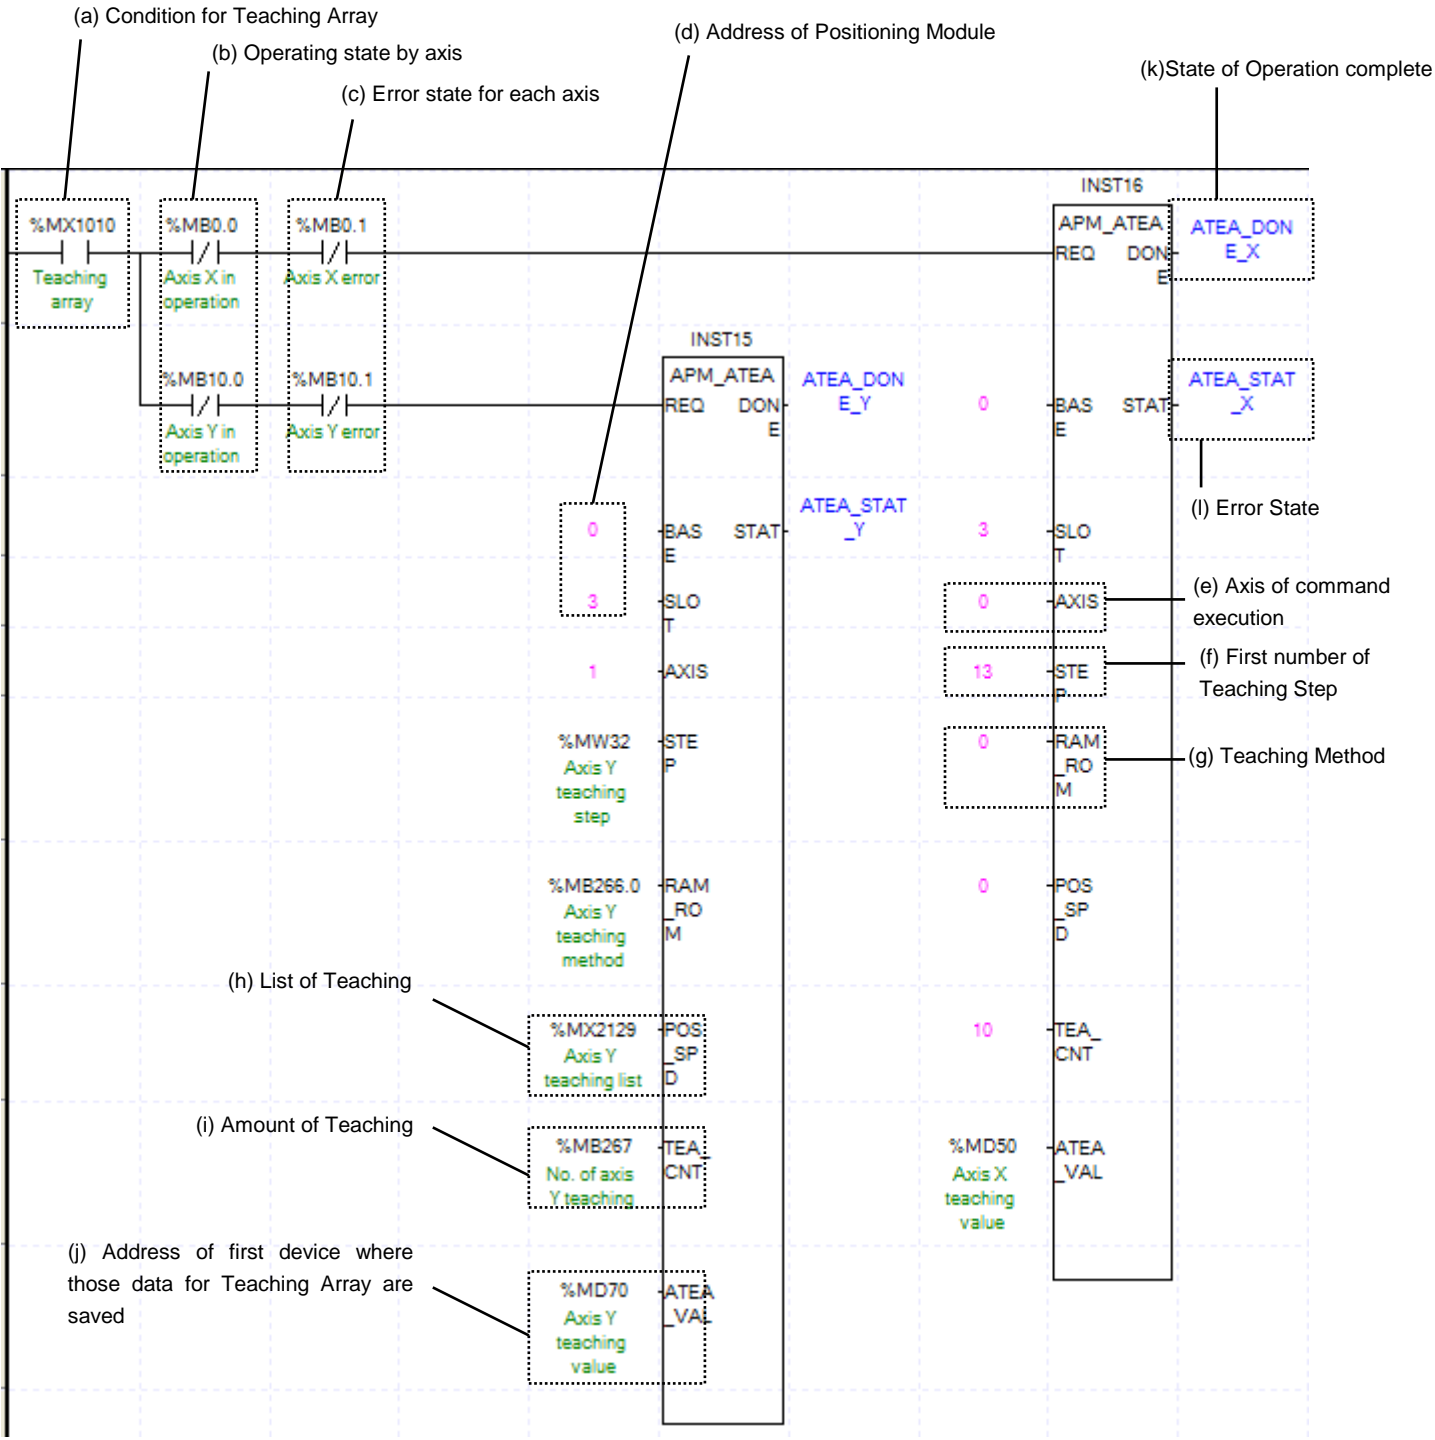 (a) Condition for Teaching Array
(b) Operating state by axis
(c) Error state for each axis
(d) Address of Positioning Module
(k)State of Operation complete
INST16
%MX1010
Teaching
array
%MB0.0
Axis X in
operation
%MB0.1
Axis X error
APM_ATEA
REQ DON
E
ATEA_DON
E_X
%MB10.0
Axis Y in
operation
%MB10.1
Axis Y error
INST15
APM_ATEA
REQ DON
E
ATEA_DON
E_Y
0
BAS STAT
E
ATEA_STAT
_X
(l) Error State
0
BAS STAT
E
ATEA_STAT
_Y
3
SLO
T
3
SLO
T
0
AXIS
(e) Axis of command
execution
1
AXIS
13
STE
P
(f) First number of
Teaching Step
%MW32
Axis Y
teaching
step
STE
P
0
RAM
_RO
M
(g) Teaching Method
%MB266.0
Axis Y
teaching
method
RAM
_RO
M
0
POS
_SP
D
(h) List of Teaching
%MX2129
Axis Y
teaching list
POS
_SP
D
10
TEA_
CNT
(i) Amount of Teaching
%MB267
No. of axis
Y teaching
TEA_
CNT
%MD50
Axis X
teaching
value
ATEA
_VAL
(j) Address of first device where
those data for Teaching Array are
saved
%MD70
Axis Y
teaching
value
ATEA
_VAL